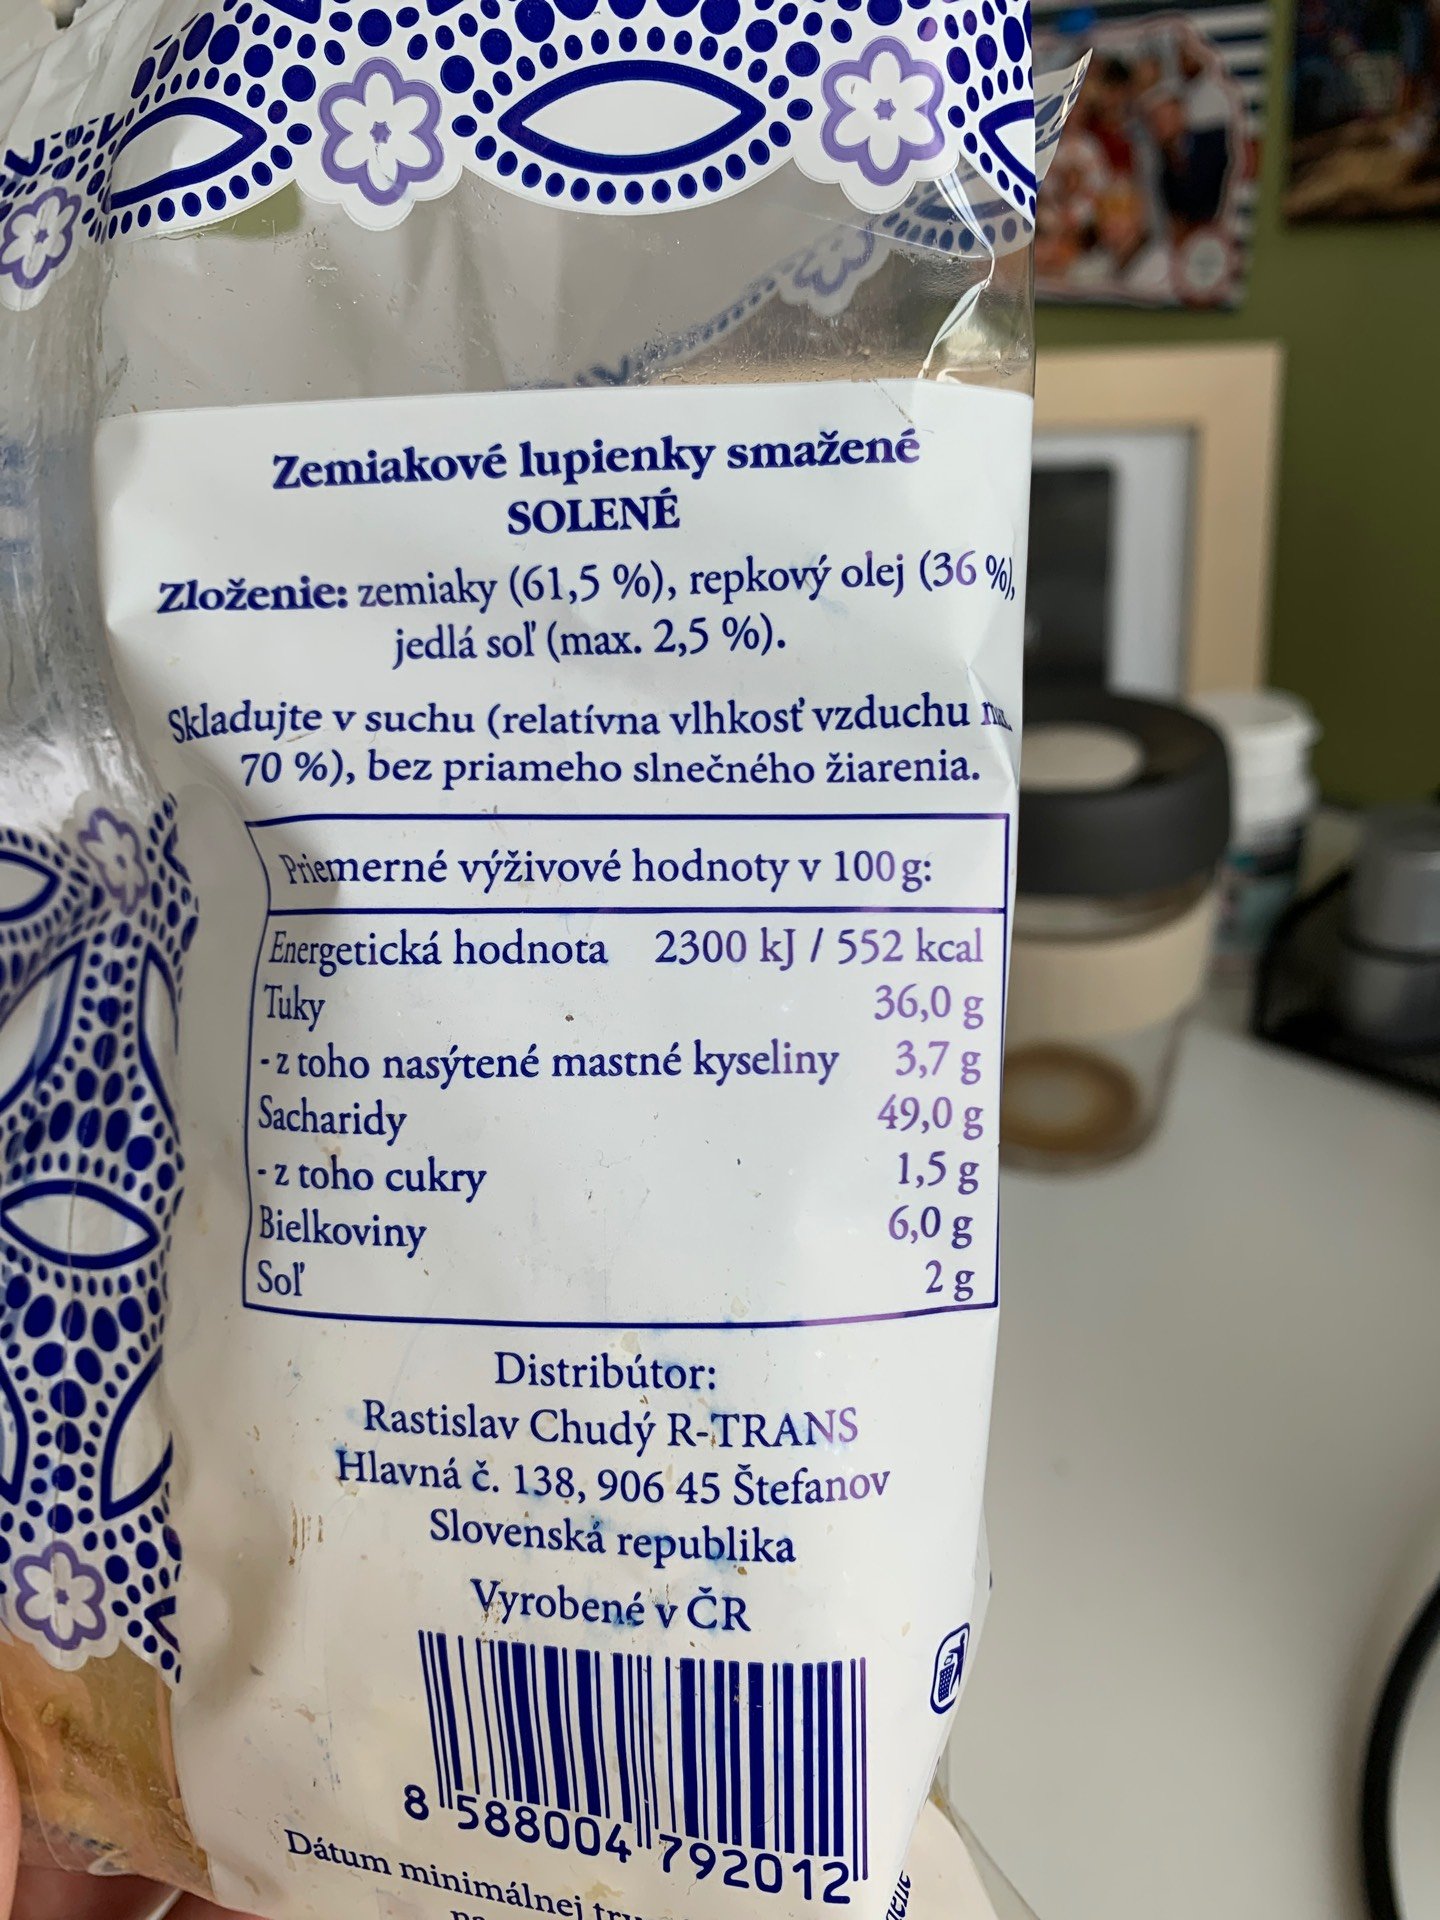 Zemiakové lupienky smažené
SOLENÉ
Zloženie: zemiaky (61,5 %), repkový olej (36 %),
jedlá soľ (max. 2,5 %).
Skladujte v suchu (relatívna vlhkosť vzduchu
70 %), bez priameho slnečného žiarenia.
Priemerné výživové hodnoty v 100 g:
Energetická hodnota 2300 kJ / 552 kcal
Tuky 36,0 g
- z toho nasýtené mastné kyseliny 3,7 g
Sacharidy 49,0 g
- z toho cukry 1,5 g
Bielkoviny 6,0 g
Soľ 2 g
Distribútor:
Rastislav Chudý R-TRANS
Hlavná č. 138, 906 45 Štefanov
Slovenská republika
Vyrobené v ČR
8 588004 792012
Dátum minimálnej